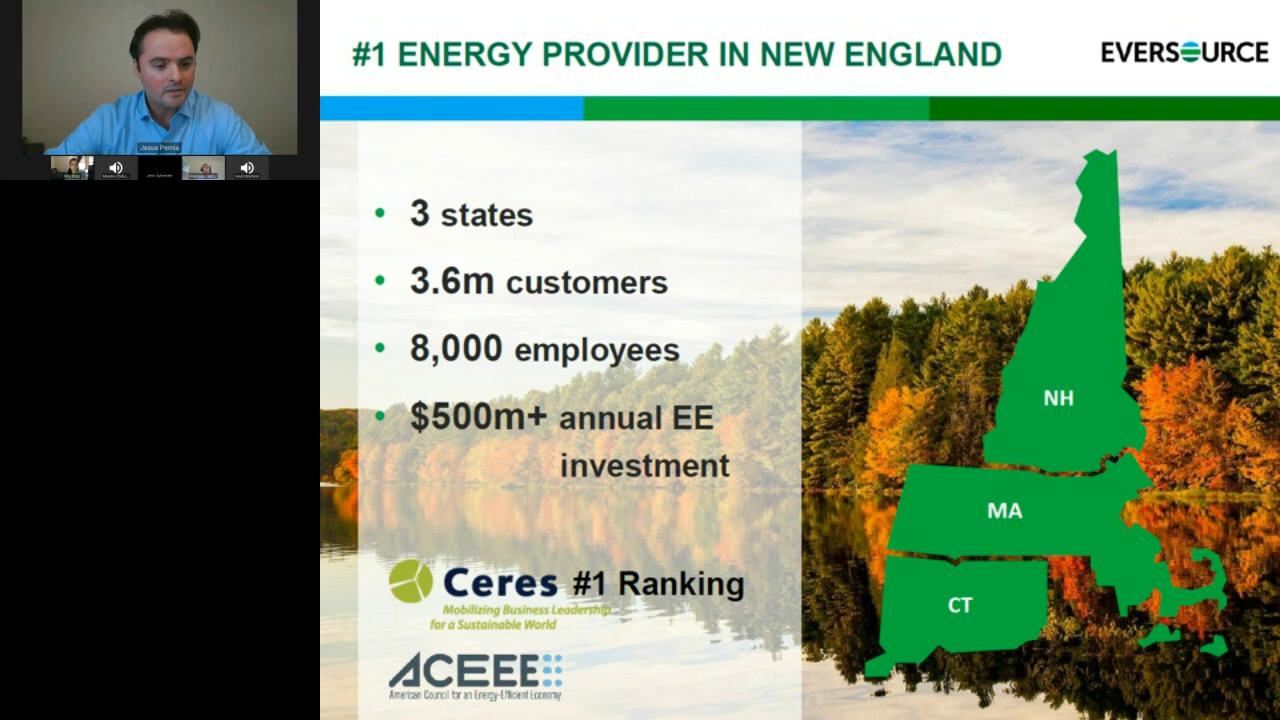 Jesus Pernia
#1 ENERGY PROVIDER IN NEW ENGLAND
EVERSOURCE
• 3 states
• 3.6m customers
• 8,000 employees
• $500m+ annual EE
investment
Ceres #1 Ranking
Mobilizing Business Leadership
for a Sustainable World
ACEEE
American Council for an Energy-Efficient Economy
NH
MA
CT